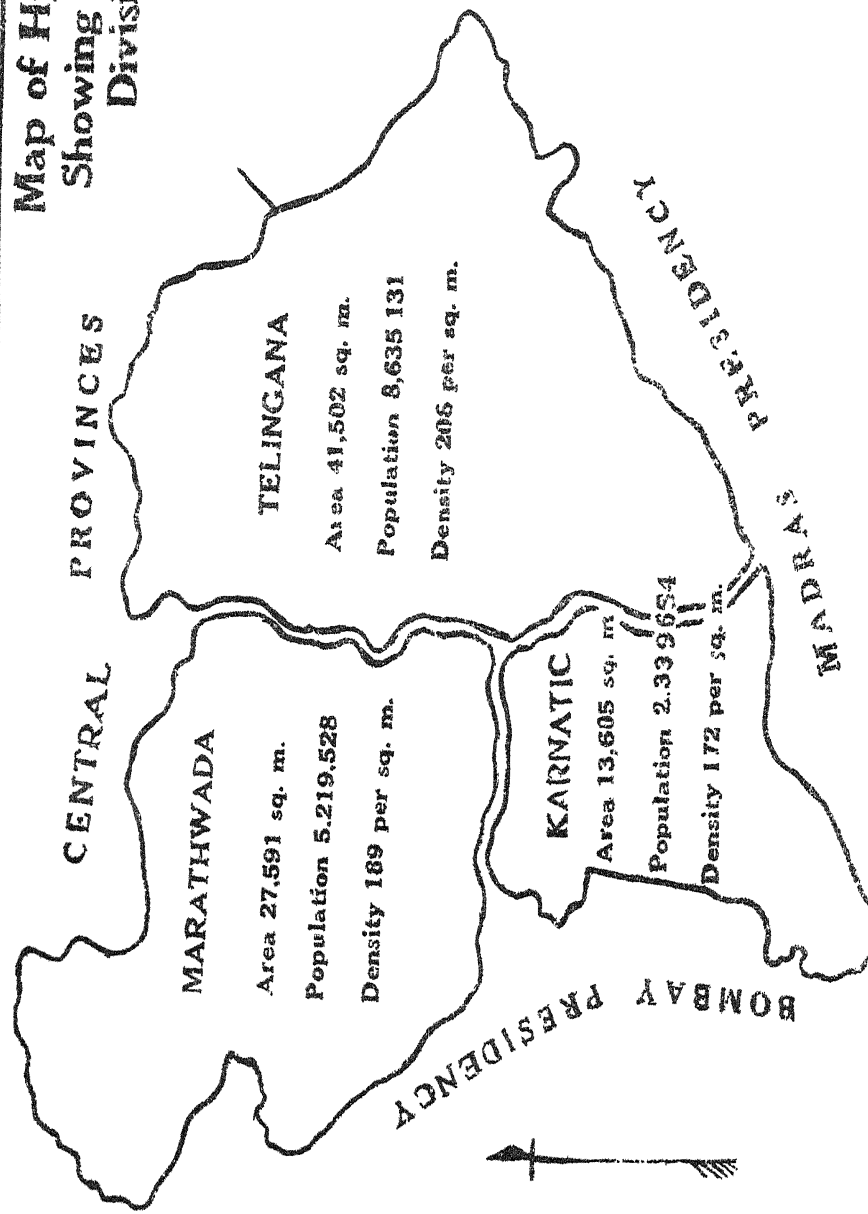 Map of H
Showing
Divis
CENTRAL PROVINCES
MARATHWADA
Area 27,591 sq. m.
Population 5.219,528
Density 189 per sq. m.
TELINGANA
Area 41,502 sq. m.
Population 8,635 131
Density 206 per sq. m.
KARNATIC
Area 13,605 sq. m
Population 2.339654
Density 172 per sq. m.
BOMBAY PRESIDENCY
MADRAS PRESIDENCY